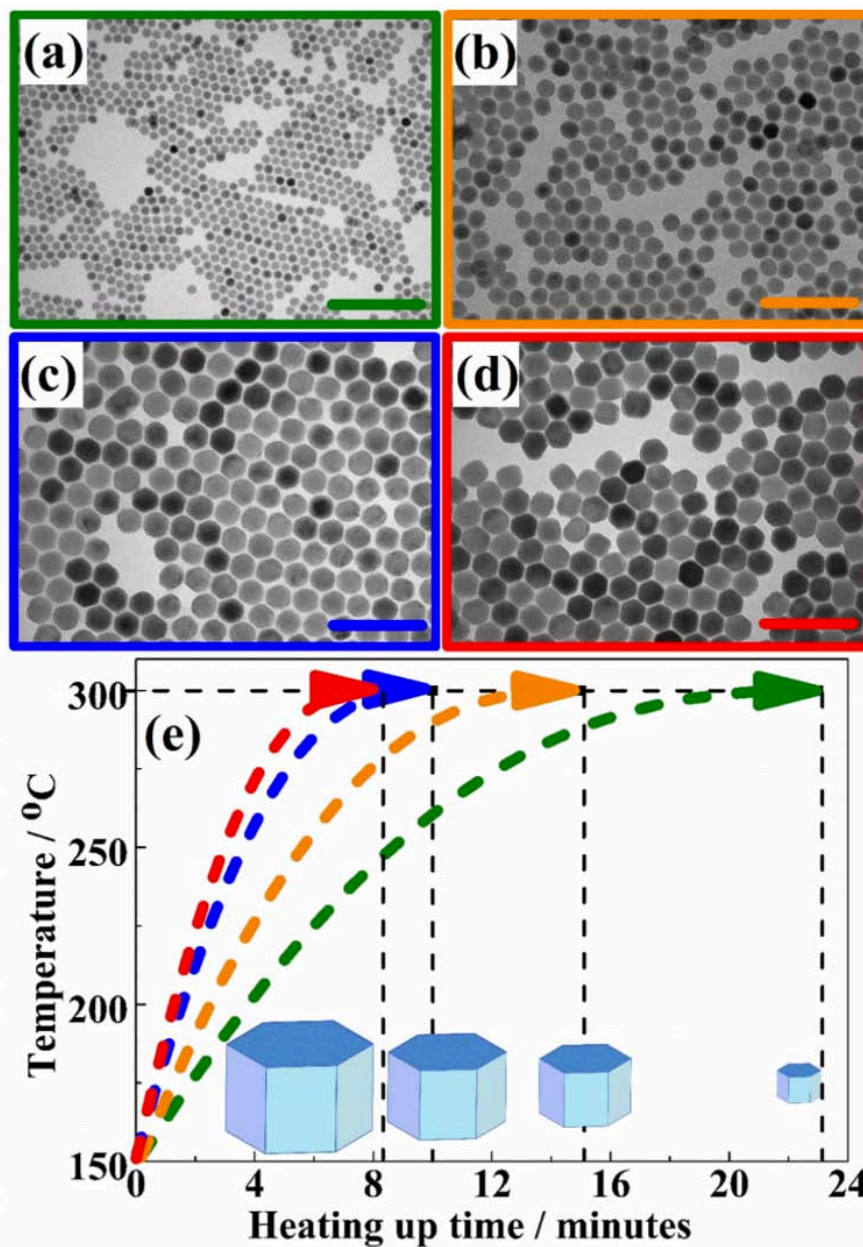 (a)
(b)
(c)
(d)
(e)
Temperature / ⁰C
300
250
200
150
0 4 8 12 16 20 24
Heating up time / minutes